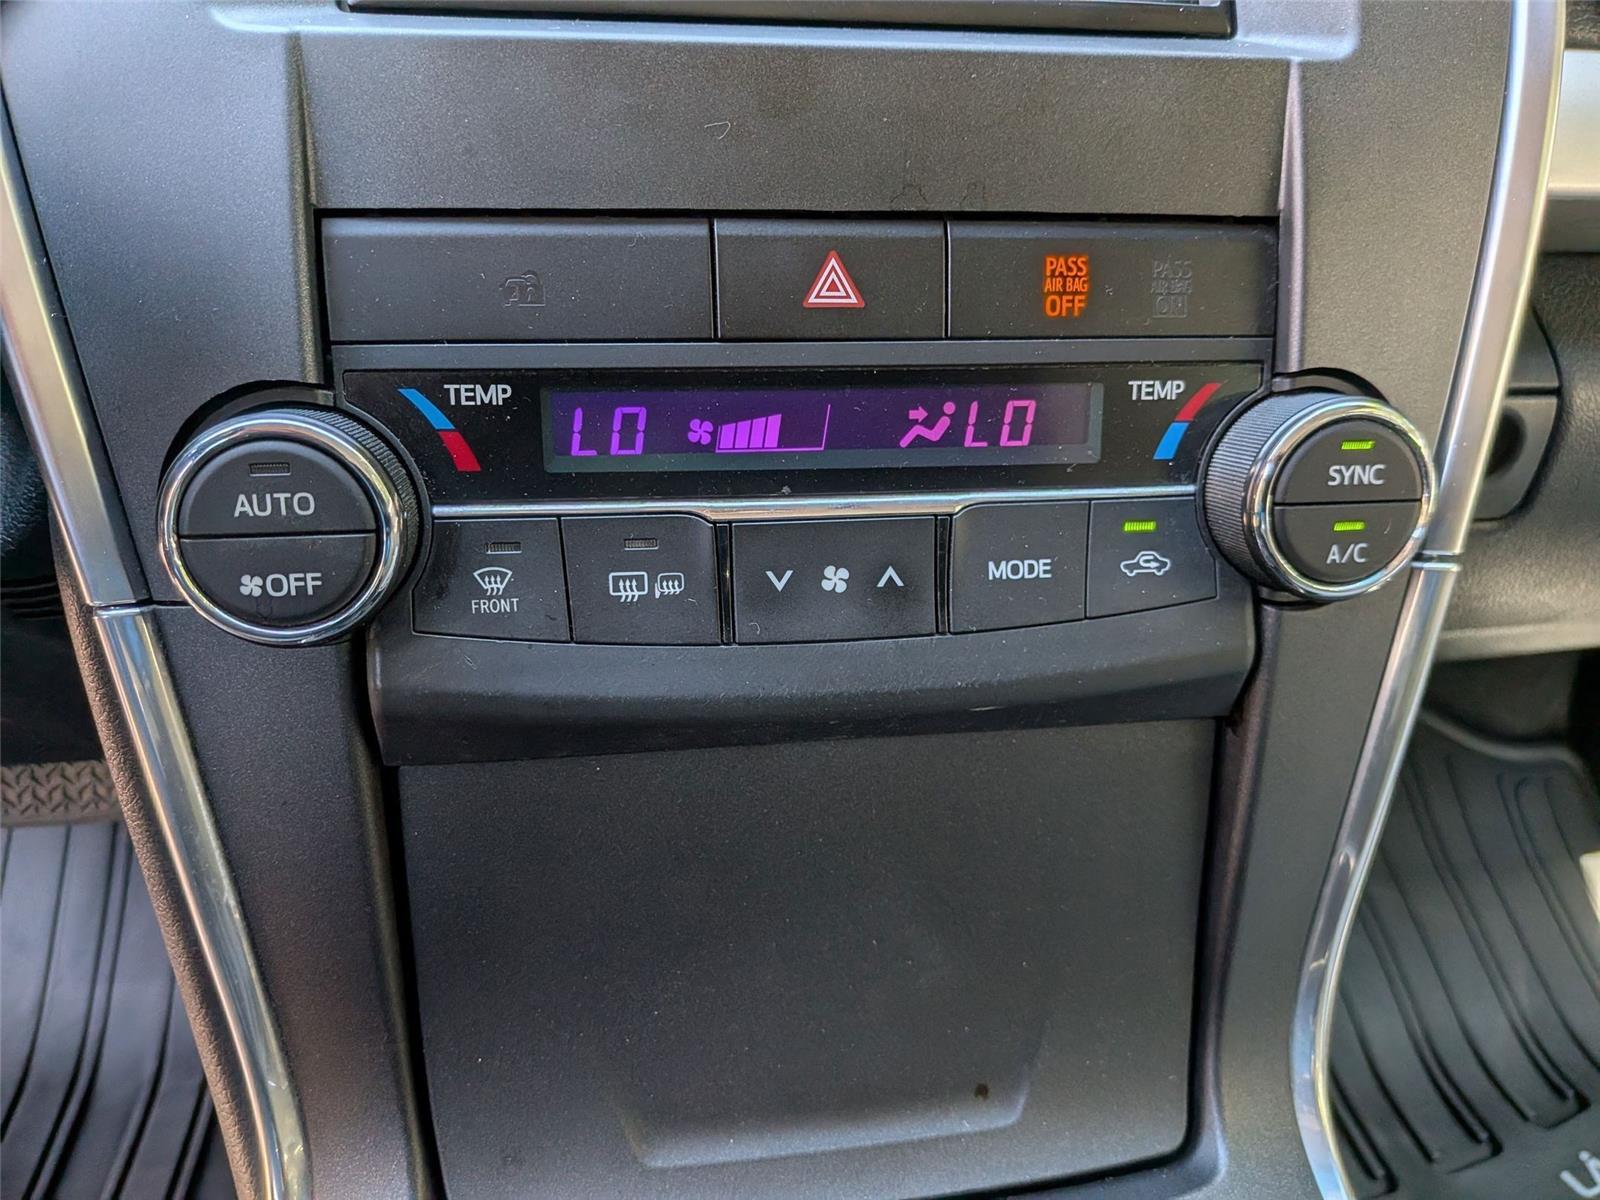 PASS
AIR BAG
OFF
PASS
AIR BAG
ON
TEMP
LO
LO
TEMP
AUTO
OFF
FRONT
MODE
SYNC
A/C